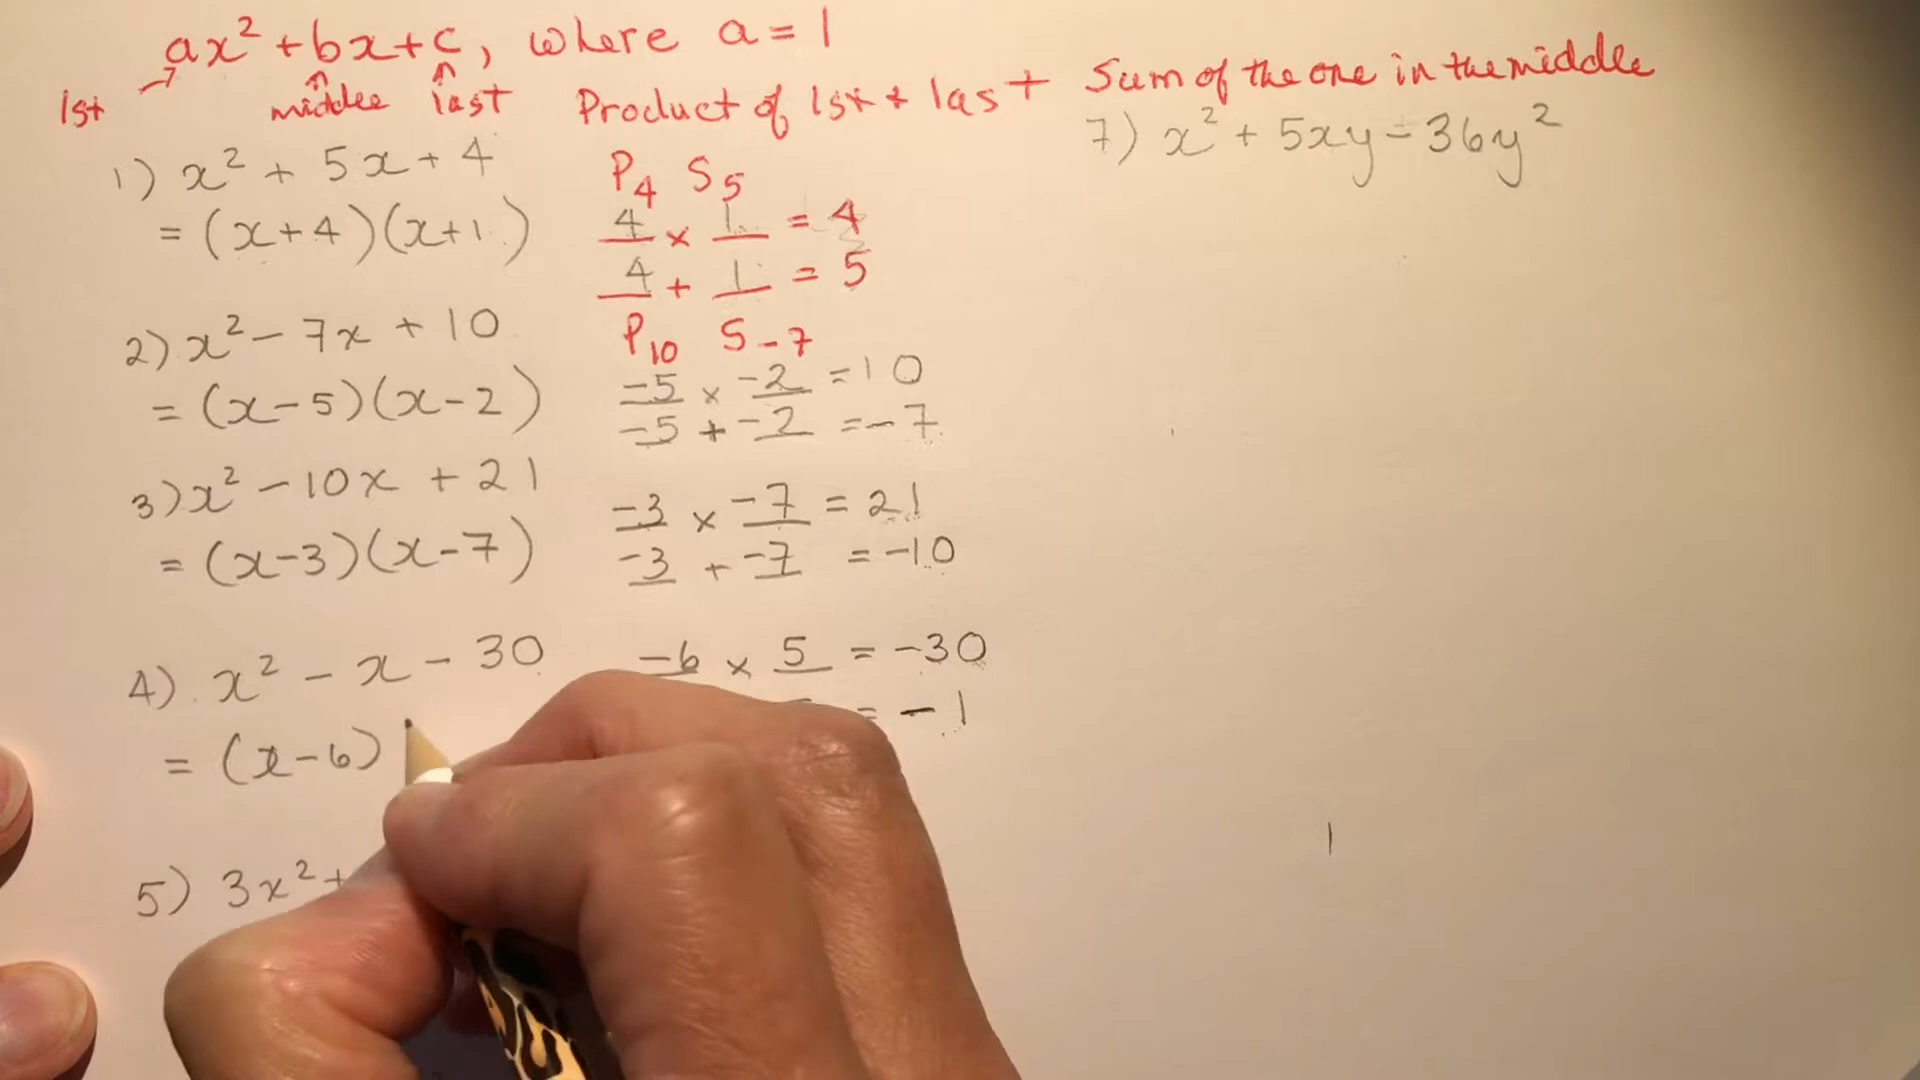 ax² + bx + c, where a = 1
1st middle last Product of 1st + last Sum of the one in the middle
1) x² + 5x + 4
= (x+4)(x+1)
P4 S5
4 × 1 = 4
4 + 1 = 5
2) x² - 7x + 10
= (x-5)(x-2)
P10 S-7
-5 × -2 = 10
-5 + -2 = -7
3) x² - 10x + 21
= (x-3)(x-7)
-3 × -7 = 21
-3 + -7 = -10
4) x² - x - 30
= (x-6)
-6 × 5 = -30
= -1
5) 3x² +
7) x² + 5xy - 36y²